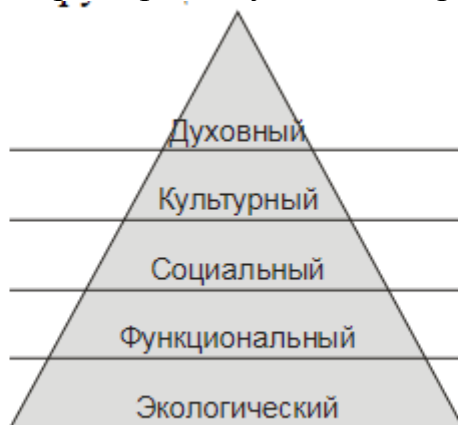 Духовный
Культурный
Социальный
Функциональный
Экологический